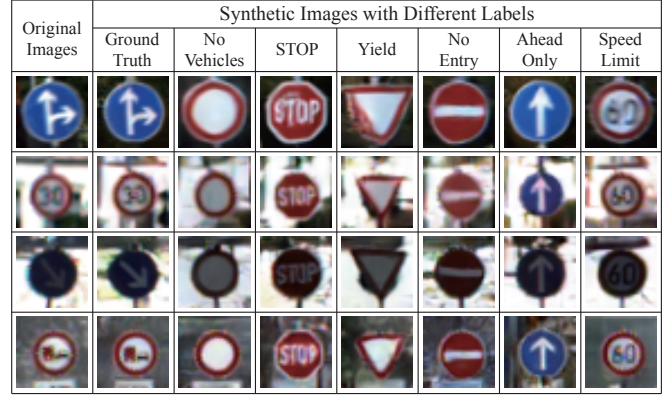 Original Images
Synthetic Images with Different Labels
Ground Truth
No Vehicles
STOP
Yield
No Entry
Ahead Only
Speed Limit
STOP
60
30
30
STOP
60
STOP
60
STOP
60